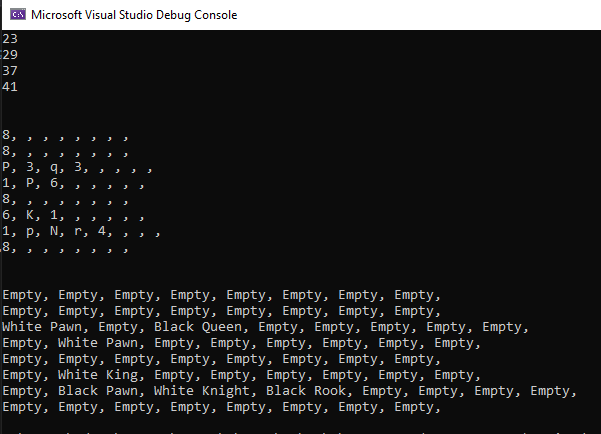 Microsoft Visual Studio Debug Console
23
29
37
41
8, , , , , , , ,
8, , , , , , , ,
P, 3, q, 3, , , , ,
1, P, 6, , , , , ,
8, , , , , , , ,
6, K, 1, , , , , ,
1, p, N, r, 4, , , ,
8, , , , , , , ,
Empty, Empty, Empty, Empty, Empty, Empty, Empty, Empty,
Empty, Empty, Empty, Empty, Empty, Empty, Empty, Empty,
White Pawn, Empty, Black Queen, Empty, Empty, Empty, Empty, Empty,
Empty, White Pawn, Empty, Empty, Empty, Empty, Empty, Empty,
Empty, Empty, Empty, Empty, Empty, Empty, Empty, Empty,
Empty, White King, Empty, Empty, Empty, Empty, Empty, Empty,
Empty, Black Pawn, White Knight, Black Rook, Empty, Empty, Empty, Empty,
Empty, Empty, Empty, Empty, Empty, Empty, Empty, Empty,